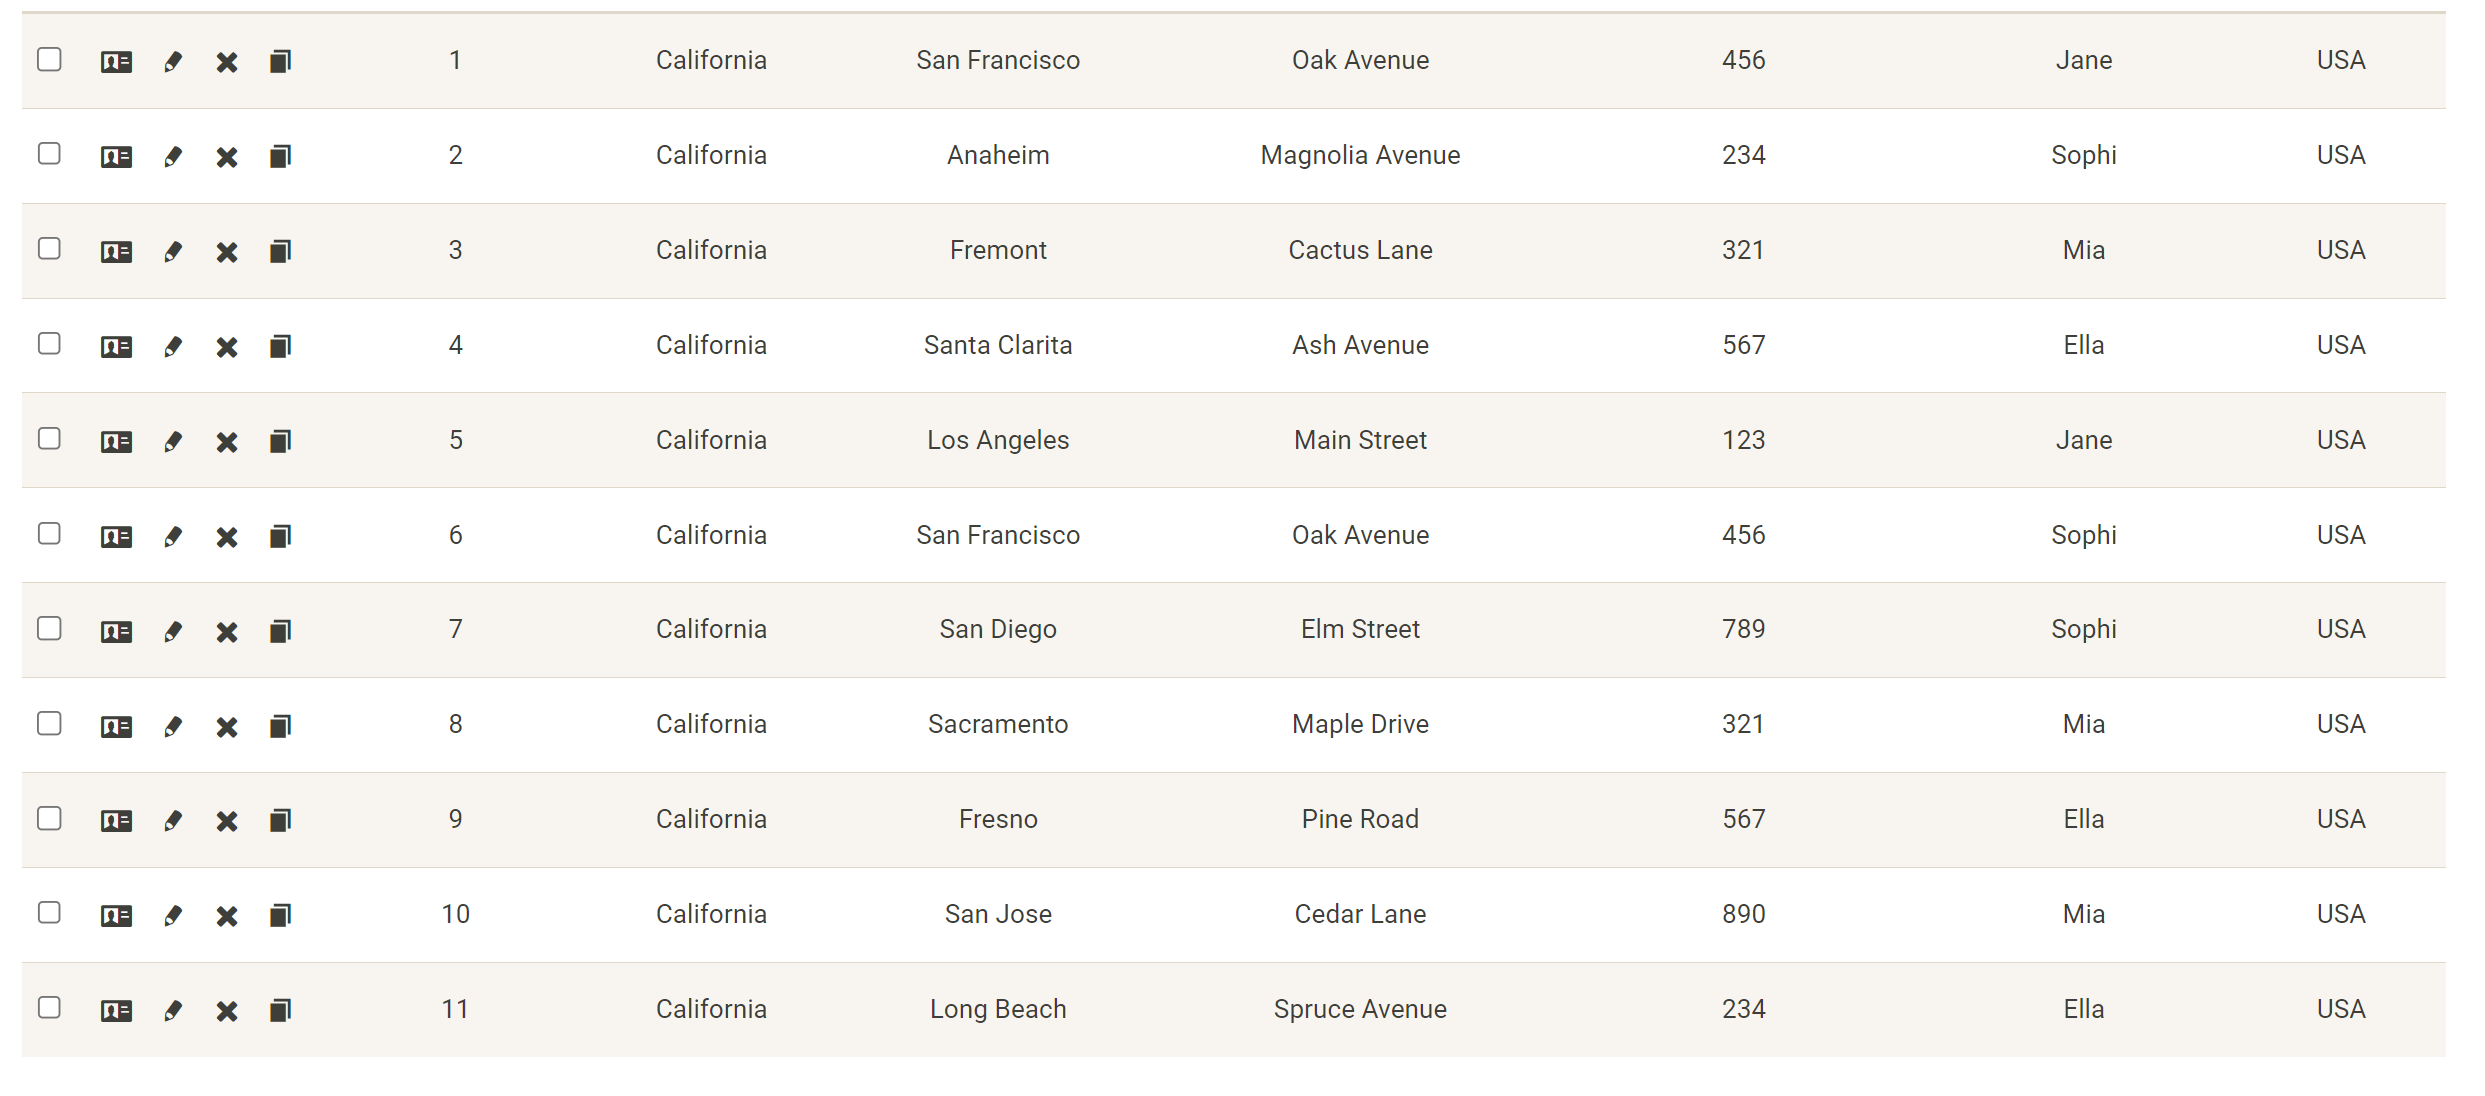 1 California San Francisco Oak Avenue 456 Jane USA
2 California Anaheim Magnolia Avenue 234 Sophi USA
3 California Fremont Cactus Lane 321 Mia USA
4 California Santa Clarita Ash Avenue 567 Ella USA
5 California Los Angeles Main Street 123 Jane USA
6 California San Francisco Oak Avenue 456 Sophi USA
7 California San Diego Elm Street 789 Sophi USA
8 California Sacramento Maple Drive 321 Mia USA
9 California Fresno Pine Road 567 Ella USA
10 California San Jose Cedar Lane 890 Mia USA
11 California Long Beach Spruce Avenue 234 Ella USA